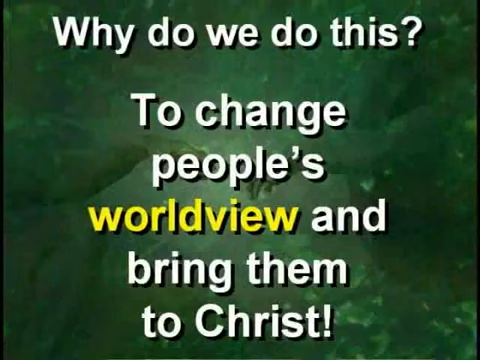 Why do we do this?
To change
people's
worldview and
bring them
to Christ!